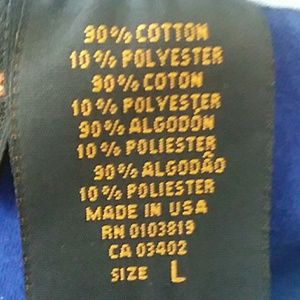 90% COTTON
10% POLYESTER
90% COTON
10% POLYESTER
90% ALGODÓN
10% POLIESTER
90% ALGODÃO
10% POLIESTER
MADE IN USA
RN 0103819
CA 03402
SIZE L